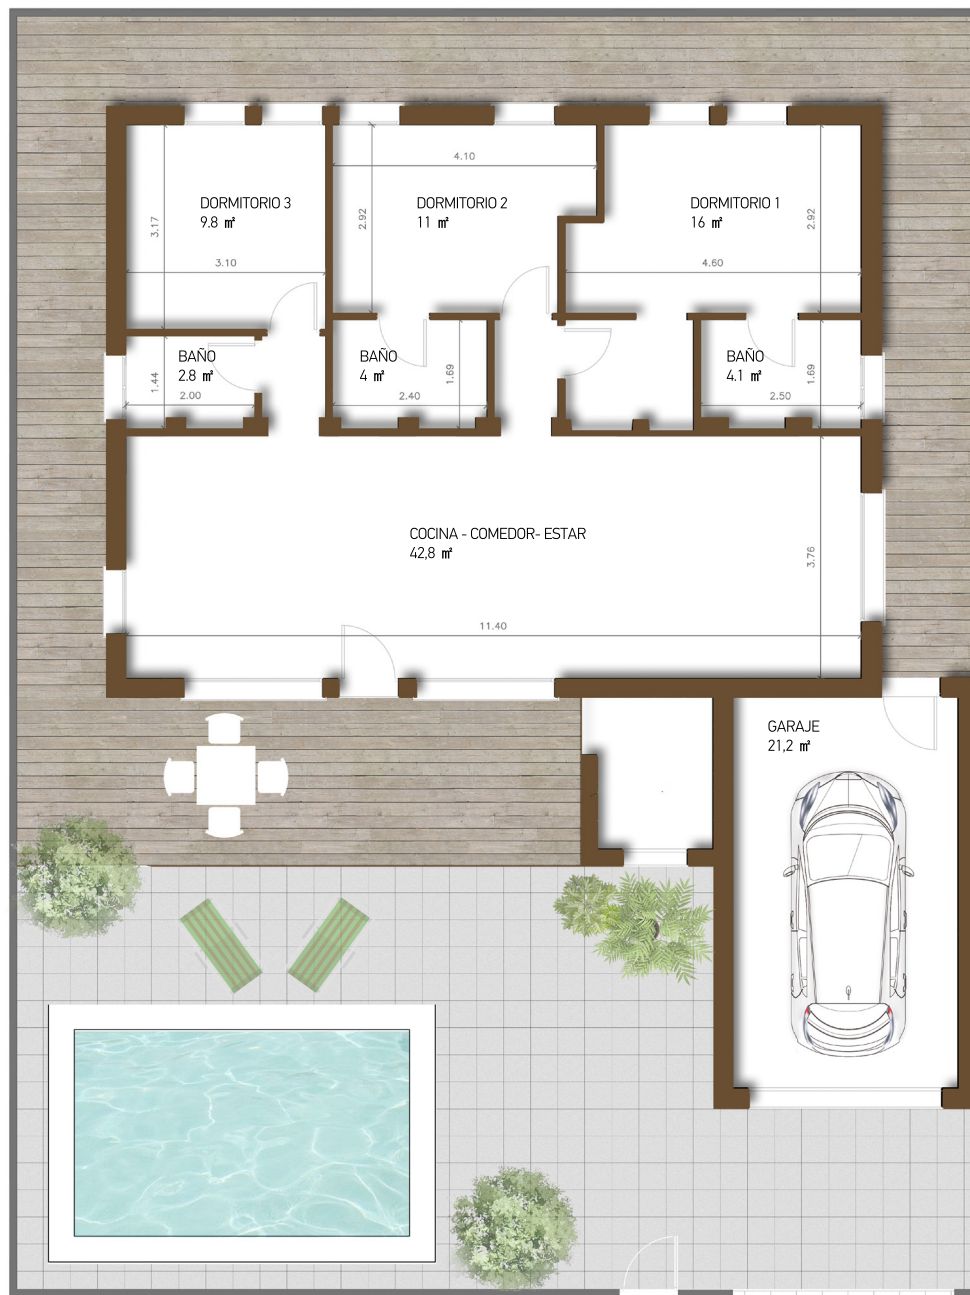 4.10
DORMITORIO 3
9.8 ㎡
DORMITORIO 2
11 ㎡
DORMITORIO 1
16 ㎡
3.17
2.92
2.92
3.10
4.60
BAÑO
2.8 ㎡
BAÑO
4 ㎡
BAÑO
4.1 ㎡
1.44
1.69
1.69
2.00
2.40
2.50
COCINA - COMEDOR- ESTAR
42,8 ㎡
3.76
11.40
GARAJE
21,2 ㎡